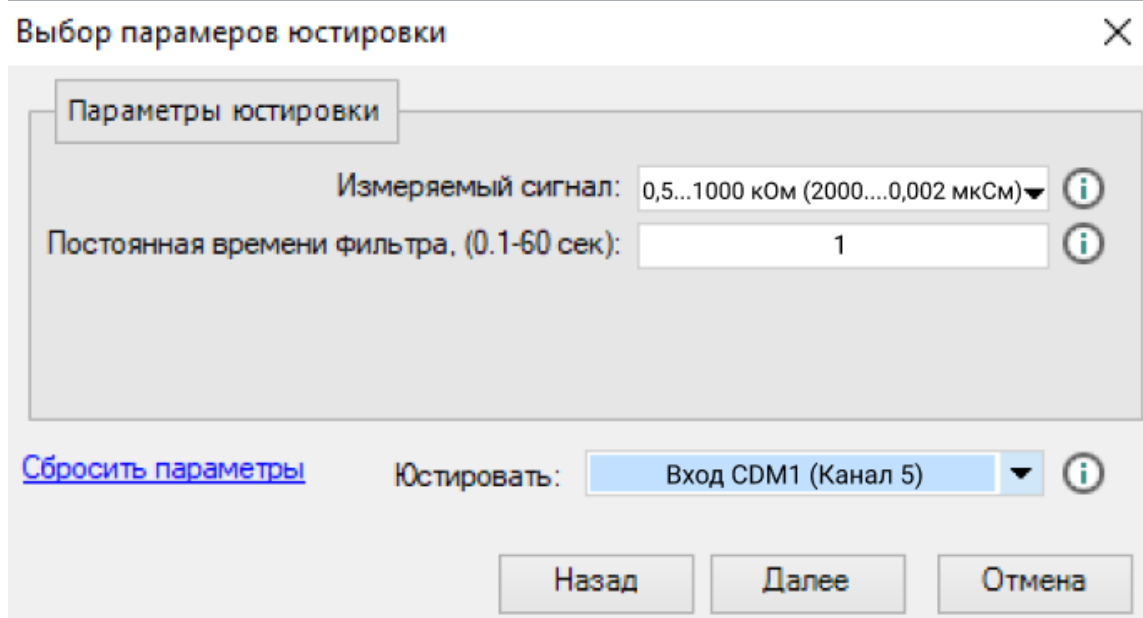 Выбор парамеров юстировки
Параметры юстировки
Измеряемый сигнал: 0,5...1000 кОм (2000....0,002 мкСм)
Постоянная времени фильтра, (0.1-60 сек): 1
Сбросить параметры Юстировать: Вход CDM1 (Канал 5)
Назад Далее Отмена